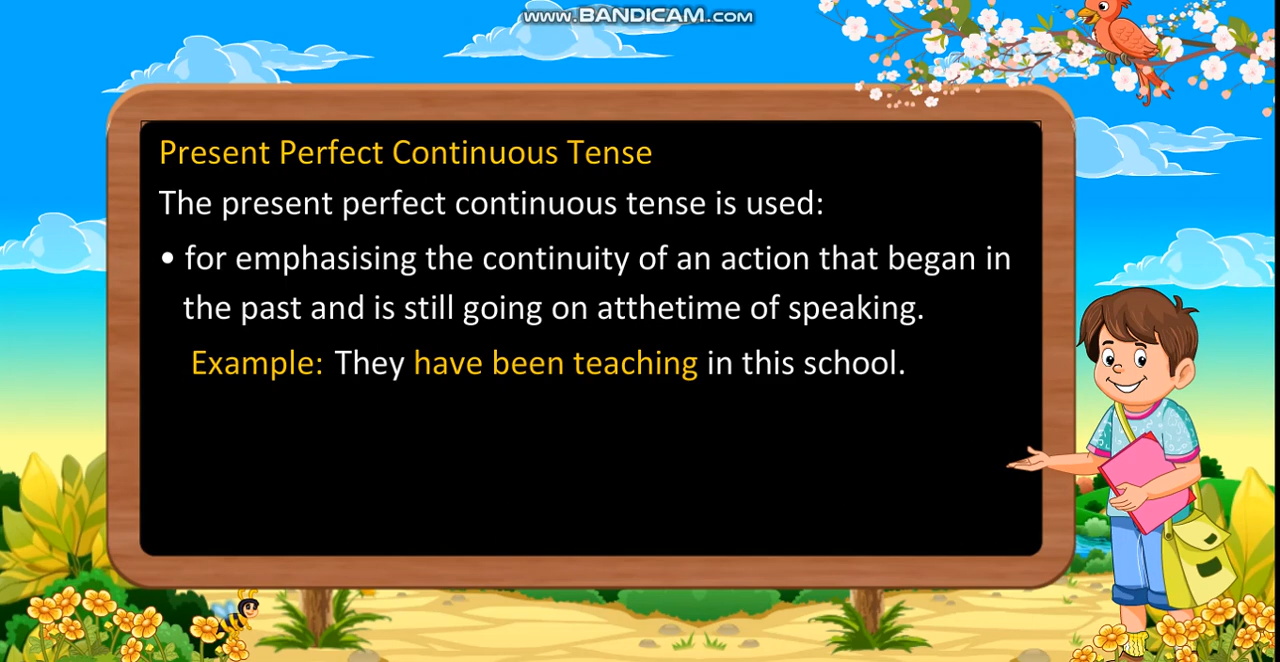 www.BANDICAM.com
Present Perfect Continuous Tense
The present perfect continuous tense is used:
• for emphasising the continuity of an action that began in
the past and is still going on atthetime of speaking.
Example: They have been teaching in this school.